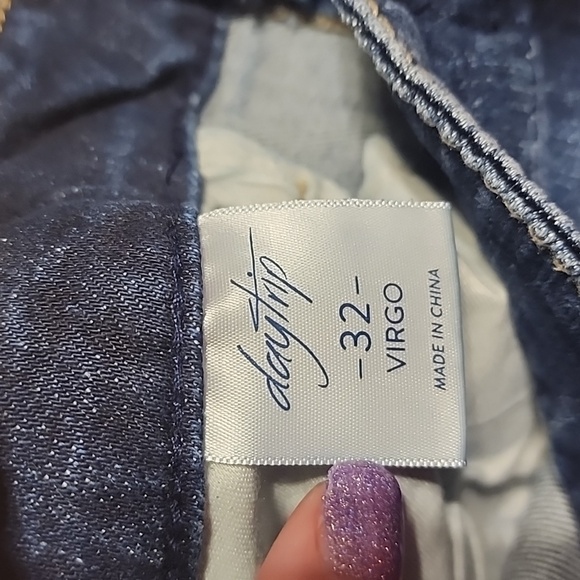 daytrip
-32-
VIRGO
MADE IN CHINA